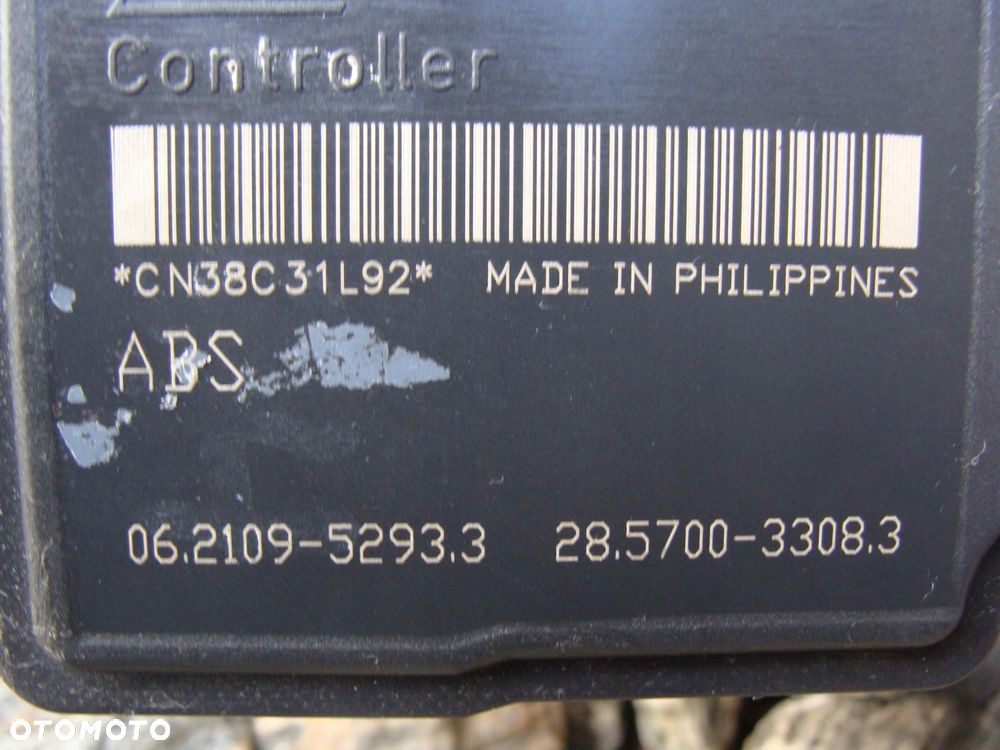 Controller
*CN38C31L92* MADE IN PHILIPPINES
ABS
06.2109-5293.3 28.5700-3308.3
OTOMOTO